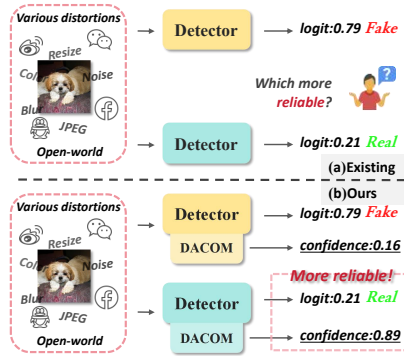 Various distortions
Resize
Noise
Blur
JPEG
Open-world
Detector
logit:0.79 Fake
Which more
reliable?
Detector
logit:0.21 Real
(a)Existing
(b)Ours
Various distortions
Resize
Noise
JPEG
Open-world
Detector
DACOM
logit:0.79 Fake
confidence:0.16
More reliable!
Detector
DACOM
logit:0.21 Real
confidence:0.89